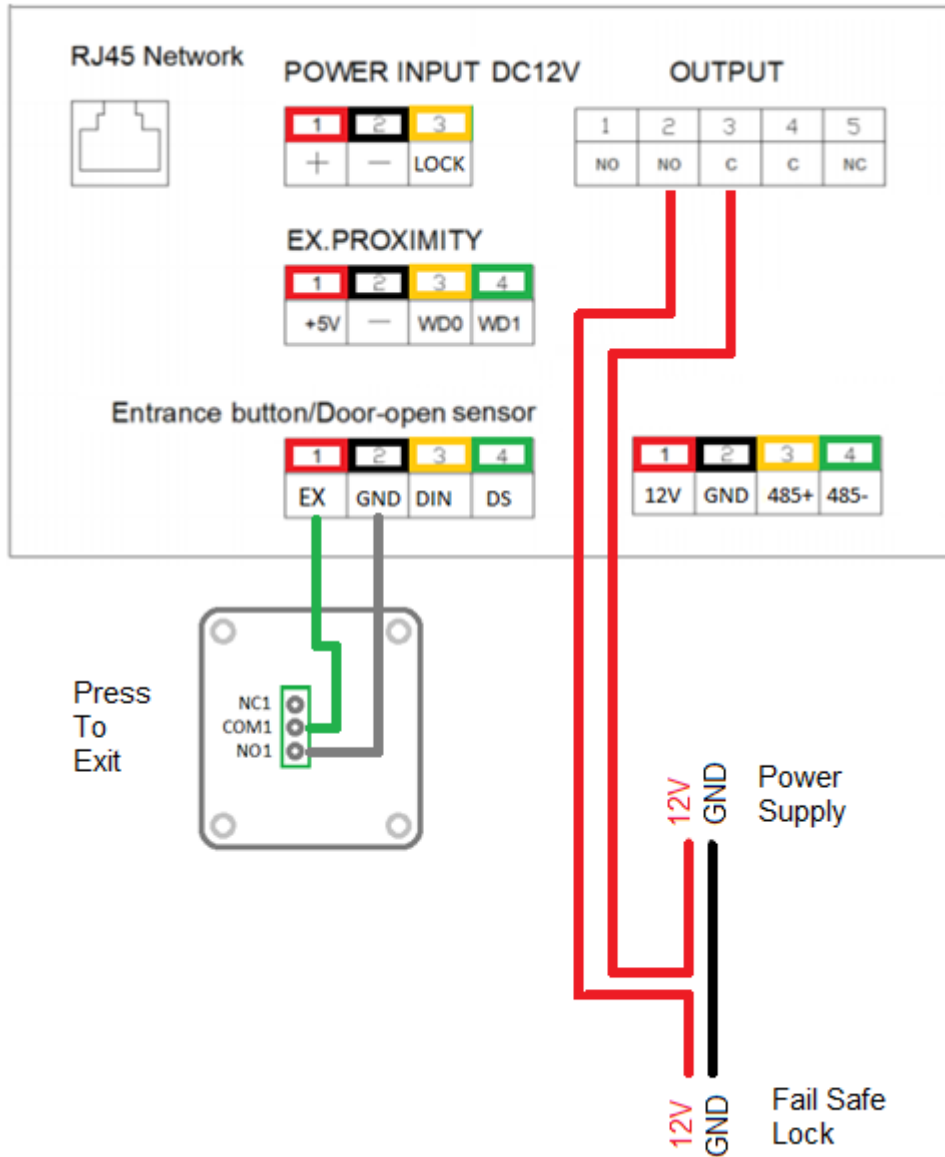 RJ45 Network
POWER INPUT DC12V
OUTPUT
1 2 3
+ — LOCK
1 2 3 4 5
NO NO C C NC
EX.PROXIMITY
1 2 3 4
+5V — WD0 WD1
Entrance button/Door-open sensor
1 2 3 4
EX GND DIN DS
1 2 3 4
12V GND 485+ 485-
Press
To
Exit
NC1
COM1
NO1
12V
GND
Power
Supply
12V
GND
Fail Safe
Lock